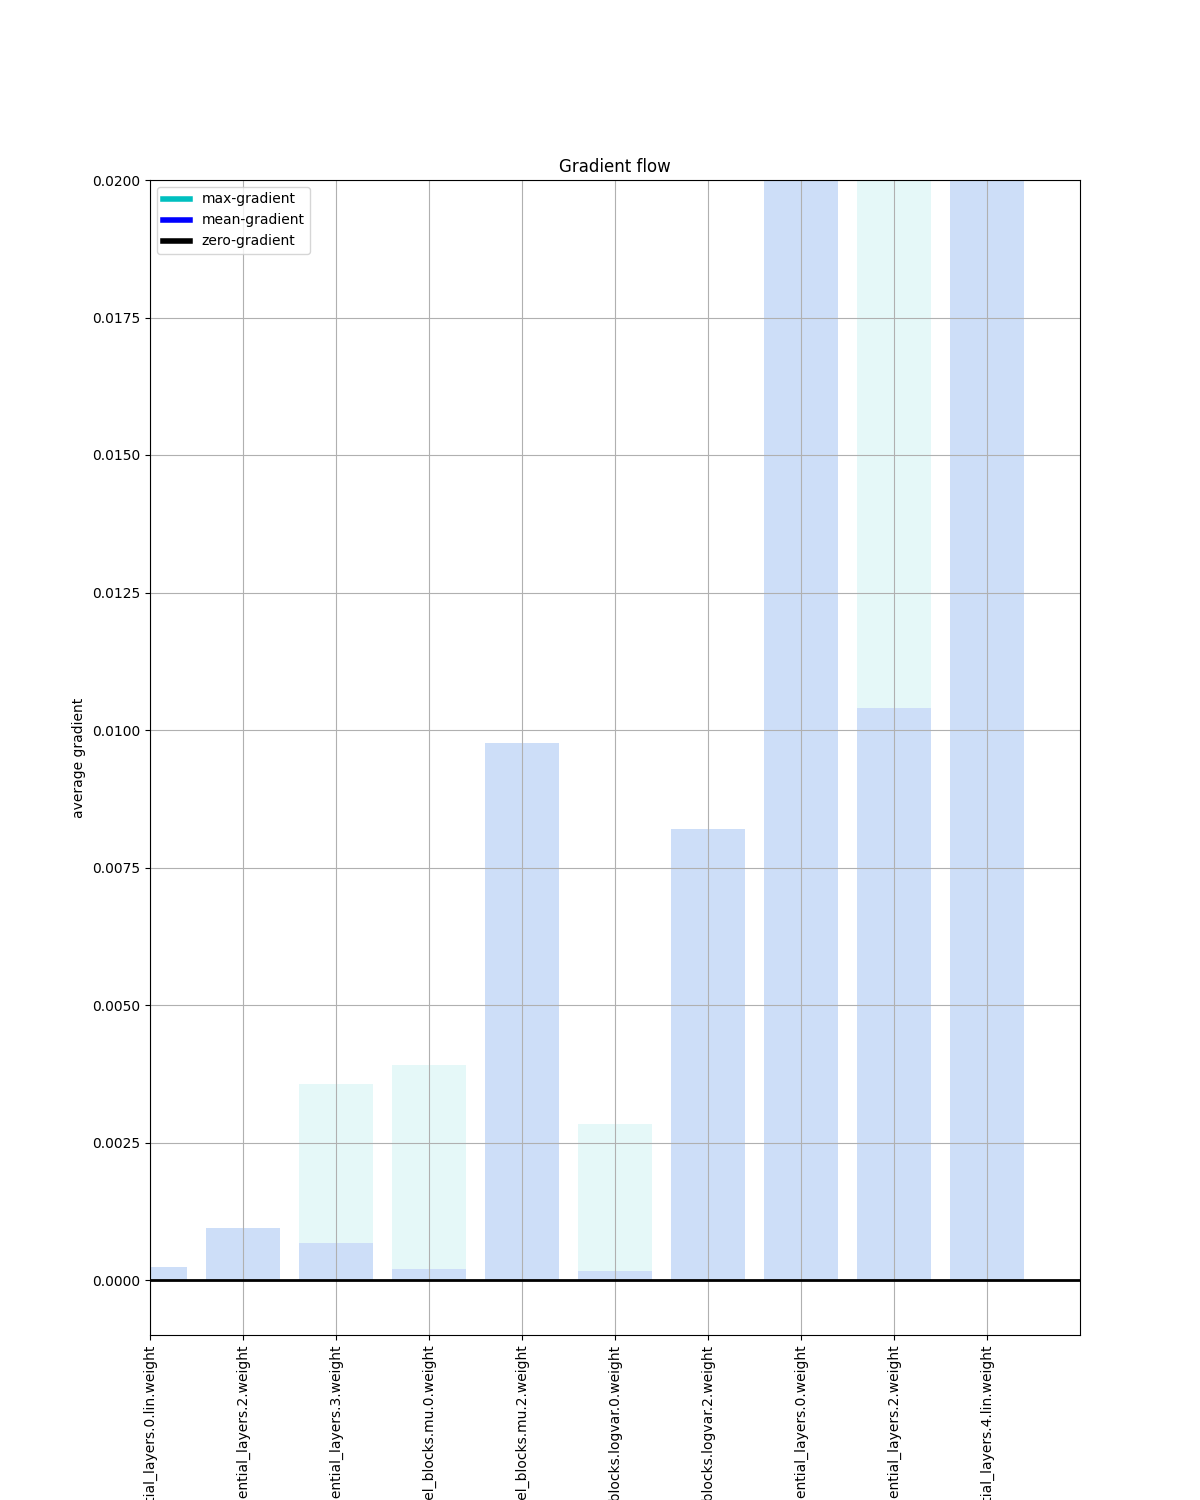 Gradient flow
max-gradient
mean-gradient
zero-gradient
0.0200
0.0175
0.0150
0.0125
0.0100
0.0075
0.0050
0.0025
0.0000
average gradient
tial_layers.0.lin.weight
ential_layers.2.weight
ential_layers.3.weight
el_blocks.mu.0.weight
el_blocks.mu.2.weight
blocks.logvar.0.weight
blocks.logvar.2.weight
ential_layers.0.weight
ential_layers.2.weight
tial_layers.4.lin.weight